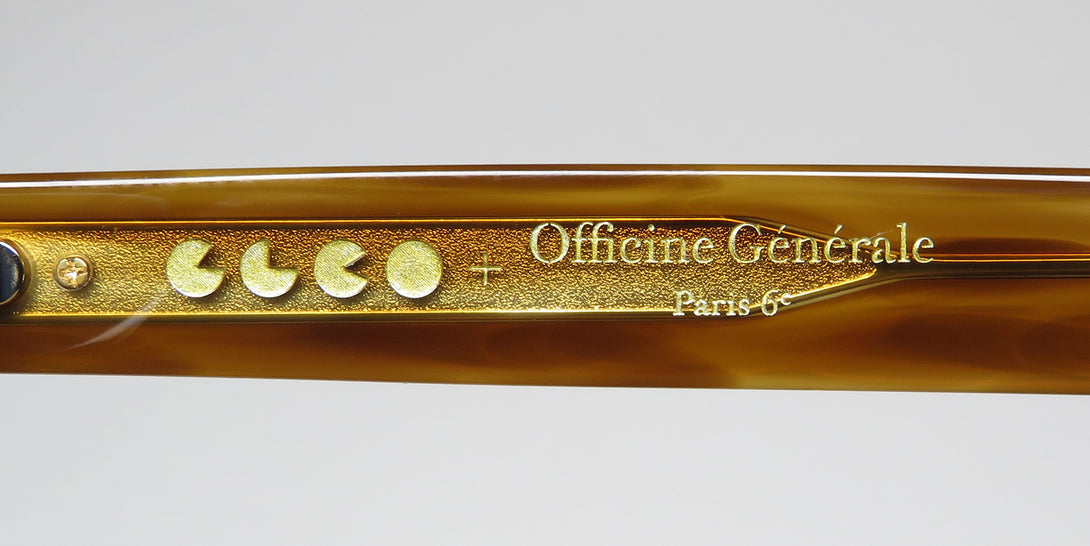 + Officine Générale
Paris 6e